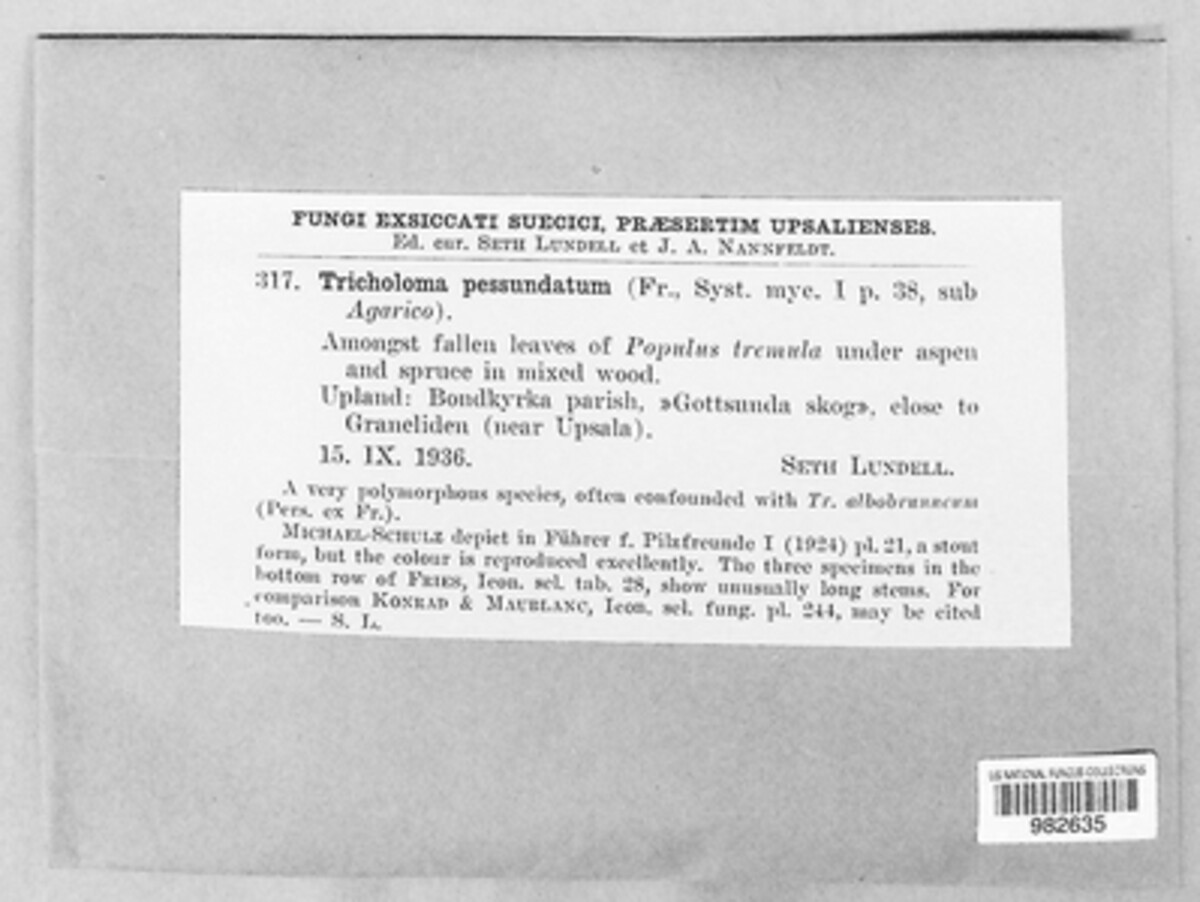 FUNGI EXSICCATI SUECICI, PRÆSERTIM UPSALIENSES.
Ed. cur. SETH LUNDELL et J. A. NANNFELDT.
317. Tricholoma pessundatum (Fr., Syst. myc. I p. 38, sub
Agarico).
Amongst fallen leaves of Populus tremula under aspen
and spruce in mixed wood.
Upland: Bondkyrka parish, »Gottsunda skog», close to
Graneliden (near Upsala).
15. IX. 1936.
SETH LUNDELL.
A very polymorphous species, often confounded with Tr. albobrunneum
(Pers. ex Fr.).
MICHAEL-SCHULZ depict in Führer f. Pilzfreunde I (1924) pl. 21, a stout
form, but the colour is reproduced excellently. The three specimens in the
bottom row of FRIES, Icon. sel. tab. 28, show unusually long stems. For
comparison KONRAD & MAUBLANC, Icon. sel. fung. pl. 244, may be cited
too. — S. L.
US NATIONAL FUNGUS COLLECTIONS
982635